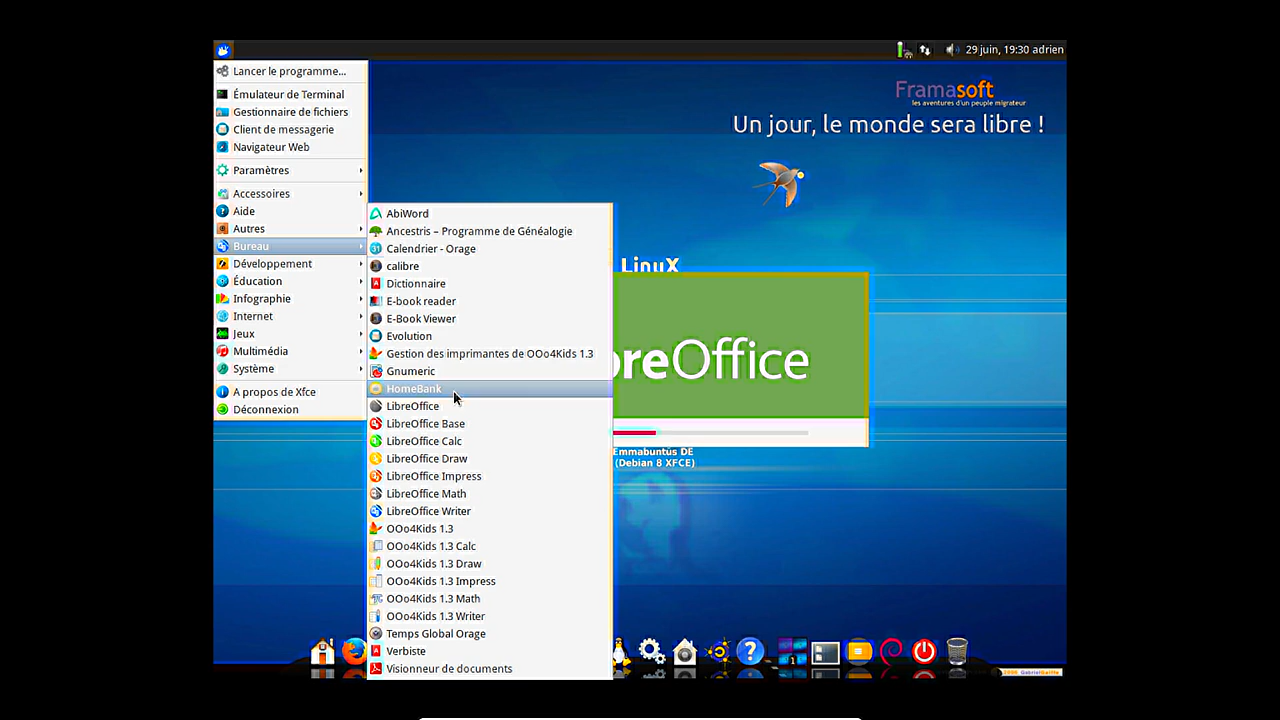 29 juin, 19:30 adrien
Lancer le programme...
Émulateur de Terminal
Gestionnaire de fichiers
Client de messagerie
Navigateur Web
Paramètres
Accessoires
Aide
Autres
Bureau
Développement
Éducation
Infographie
Internet
Jeux
Multimédia
Système
A propos de Xfce
Déconnexion
AbiWord
Ancestris – Programme de Généalogie
Calendrier - Orage
calibre
Dictionnaire
E-book reader
E-Book Viewer
Evolution
Gestion des imprimantes de OOo4Kids 1.3
Gnumeric
HomeBank
LibreOffice
LibreOffice Base
LibreOffice Calc
LibreOffice Draw
LibreOffice Impress
LibreOffice Math
LibreOffice Writer
OOo4Kids 1.3
OOo4Kids 1.3 Calc
OOo4Kids 1.3 Draw
OOo4Kids 1.3 Impress
OOo4Kids 1.3 Math
OOo4Kids 1.3 Writer
Temps Global Orage
Verbiste
Visionneur de documents
Framasoft
les aventures d'un peuple migrateur
Un jour, le monde sera libre !
LinuX
reOffice
Emmabuntüs DE
(Debian 8 XFCE)
1